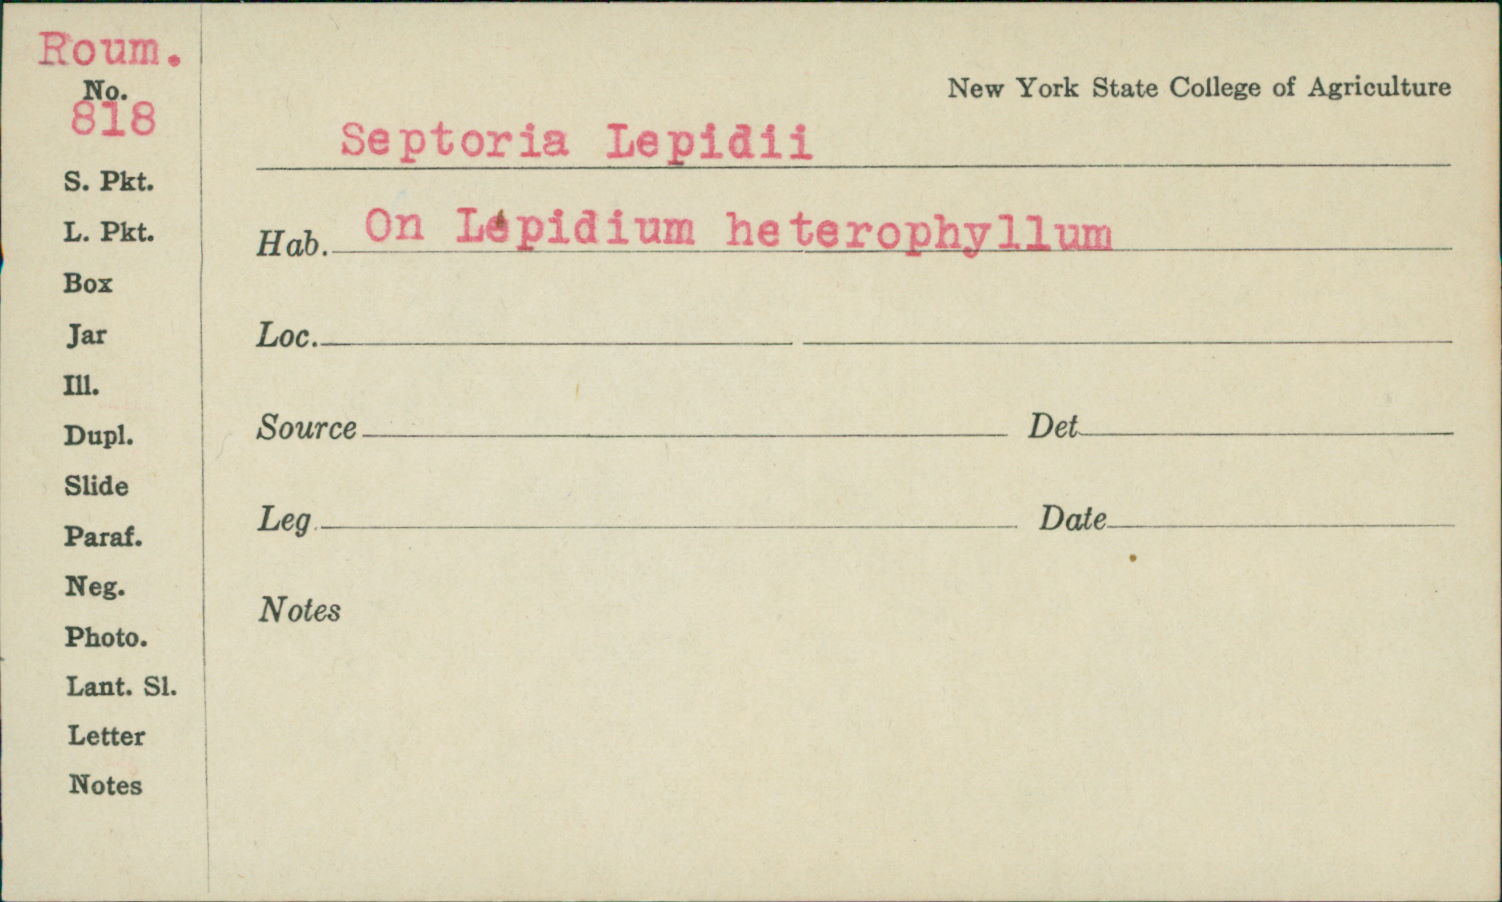 Roum.
No.
818
S. Pkt.
L. Pkt.
Box
Jar
Ill.
Dupl.
Slide
Paraf.
Neg.
Photo.
Lant. Sl.
Letter
Notes
New York State College of Agriculture
Septoria Lepidii
Hab. On Lepidium heterophyllum
Loc.
Source Det
Leg. Date
Notes